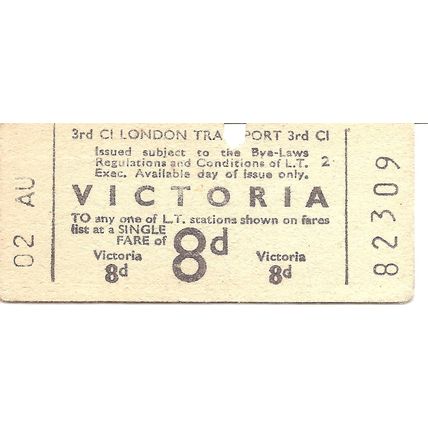 3rd Cl LONDON TRANSPORT 3rd Cl
Issued subject to the Bye-Laws
Regulations and Conditions of L.T. 2
Exec. Available day of issue only.
VICTORIA
TO any one of L.T. stations shown on fares
list at a SINGLE
FARE of 8d
Victoria 8d
Victoria 8d
02 AU
82309